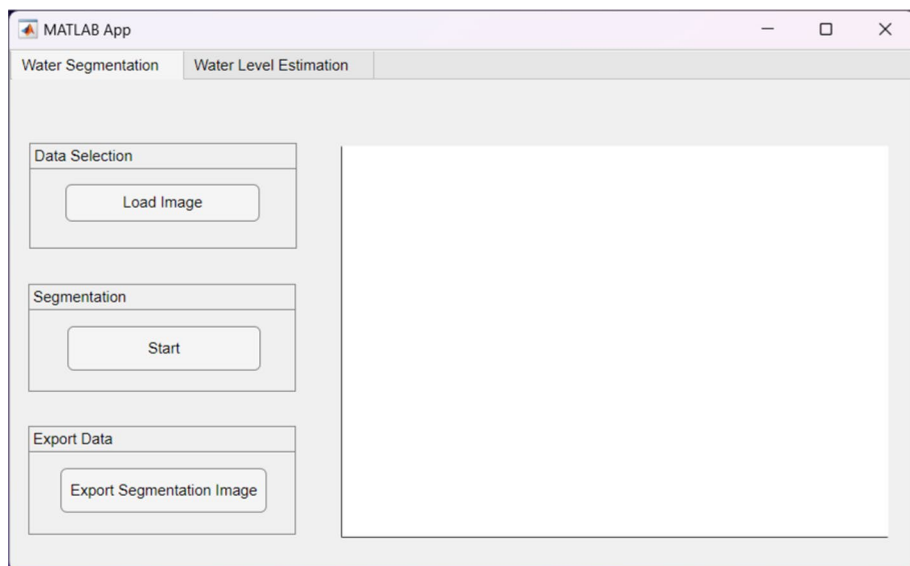 MATLAB App
Water Segmentation
Water Level Estimation
Data Selection
Load Image
Segmentation
Start
Export Data
Export Segmentation Image